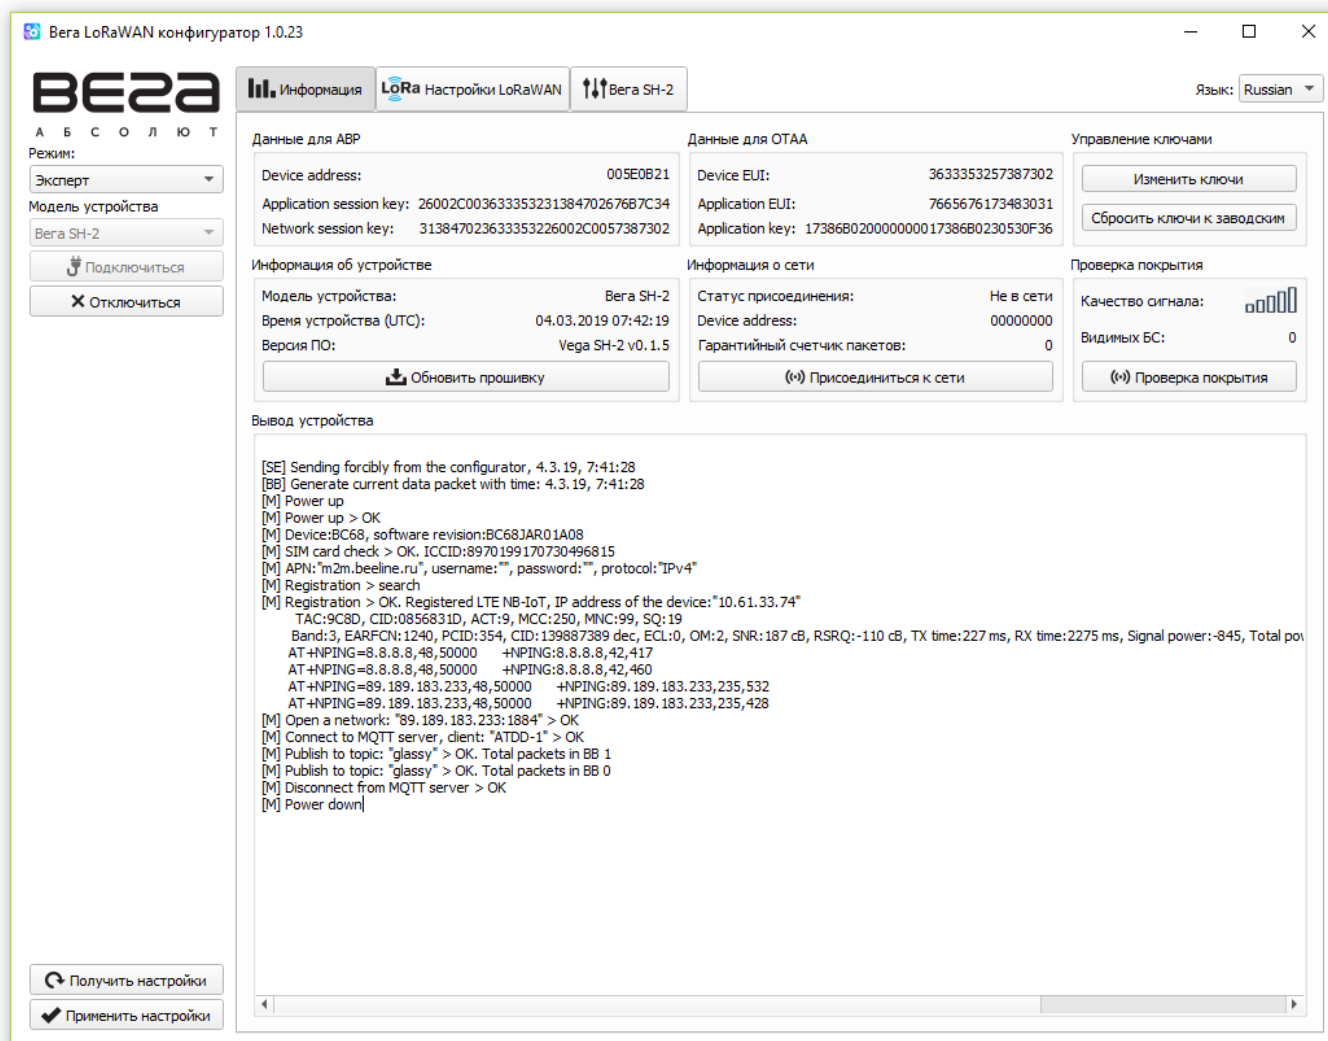 Вега LoRaWAN конфигуратор 1.0.23
ВЕГА
АБСОЛЮТ
Режим:
Эксперт
Модель устройства
Вега SH-2
Подключиться
Отключиться
Получить настройки
Применить настройки
Информация
LoRa Настройки LoRaWAN
Вега SH-2
Язык: Russian
Данные для ABP
Device address: 005E0B21
Application session key: 26002C0036333353231384702676B7C34
Network session key: 313847023633353226002C0057387302
Данные для OTAA
Device EUI: 3633353257387302
Application EUI: 7665676173483031
Application key: 17386B020000000017386B0230530F36
Управление ключами
Изменить ключи
Сбросить ключи к заводским
Информация об устройстве
Модель устройства: Вега SH-2
Время устройства (UTC): 04.03.2019 07:42:19
Версия ПО: Vega SH-2 v0.1.5
Обновить прошивку
Информация о сети
Статус присоединения: Не в сети
Device address: 00000000
Гарантийный счетчик пакетов: 0
Присоединиться к сети
Проверка покрытия
Качество сигнала:
Видимых БС: 0
Проверка покрытия
Вывод устройства
[SE] Sending forcibly from the configurator, 4.3.19, 7:41:28
[BB] Generate current data packet with time: 4.3.19, 7:41:28
[M] Power up
[M] Power up > OK
[M] Device:BC68, software revision:BC68JAR01A08
[M] SIM card check > OK. ICCID:8970199170730496815
[M] APN:"m2m.beeline.ru", username:"", password:"", protocol:"IPv4"
[M] Registration > search
[M] Registration > OK. Registered LTE NB-IoT, IP address of the device:"10.61.33.74"
TAC:9C8D, CID:0856831D, ACT:9, MCC:250, MNC:99, SQ:19
Band:3, EARFCN:1240, PCID:354, CID:139887389 dec, ECL:0, OM:2, SNR:187 cB, RSRQ:-110 cB, TX time:227 ms, RX time:2275 ms, Signal power:-845, Total
AT+NPING=8.8.8.8,48,50000 +NPING:8.8.8.8,42,417
AT+NPING=8.8.8.8,48,50000 +NPING:8.8.8.8,42,460
AT+NPING=89.189.183.233,48,50000 +NPING:89.189.183.233,235,532
AT+NPING=89.189.183.233,48,50000 +NPING:89.189.183.233,235,428
[M] Open a network: "89.189.183.233:1884" > OK
[M] Connect to MQTT server, client: "ATDD-1" > OK
[M] Publish to topic: "glassy" > OK. Total packets in BB 1
[M] Publish to topic: "glassy" > OK. Total packets in BB 0
[M] Disconnect from MQTT server > OK
[M] Power down